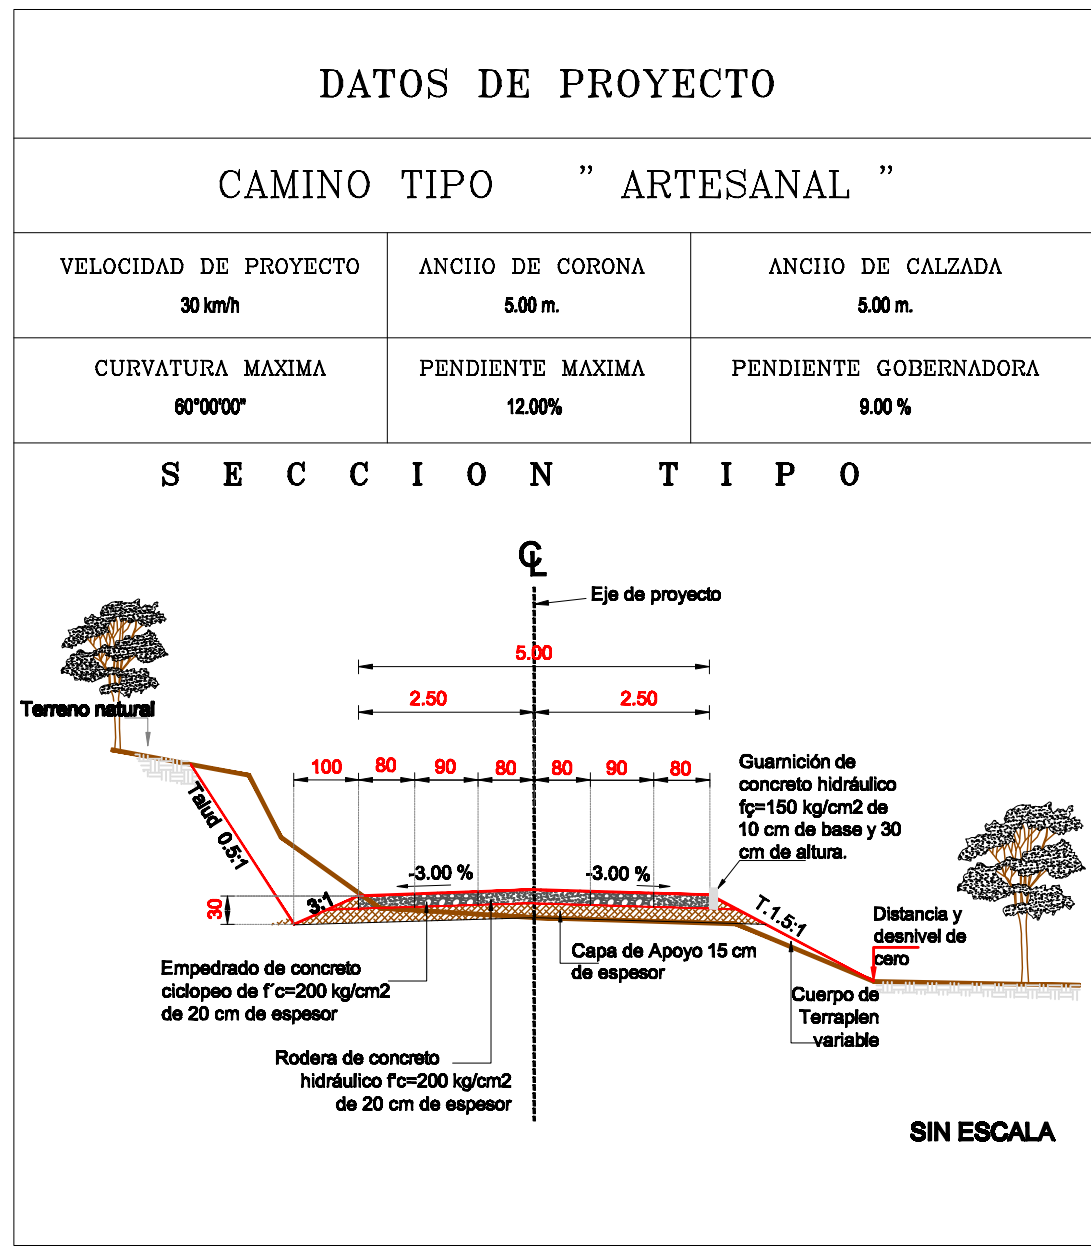 DATOS DE PROYECTO
CAMINO TIPO " ARTESANAL "
VELOCIDAD DE PROYECTO
30 km/h
ANCHO DE CORONA
5.00 m.
ANCHO DE CALZADA
5.00 m.
CURVATURA MAXIMA
60°00'00"
PENDIENTE MAXIMA
12.00%
PENDIENTE GOBERNADORA
9.00 %
SECCION TIPO
CL
Eje de proyecto
5.00
2.50
2.50
Terreno natural
100
80
90
80
80
90
80
Guarnición de
concreto hidráulico
fç=150 kg/cm2 de
10 cm de base y 30
cm de altura.
Talud 0.5:1
-3.00 %
-3.00 %
30
3:1
T.1.5:1
Distancia y
desnivel de
cero
Capa de Apoyo 15 cm
de espesor
Empedrado de concreto
ciclopeo de f´c=200 kg/cm2
de 20 cm de espesor
Cuerpo de
Terraplen
variable
Rodera de concreto
hidráulico f'c=200 kg/cm2
de 20 cm de espesor
SIN ESCALA